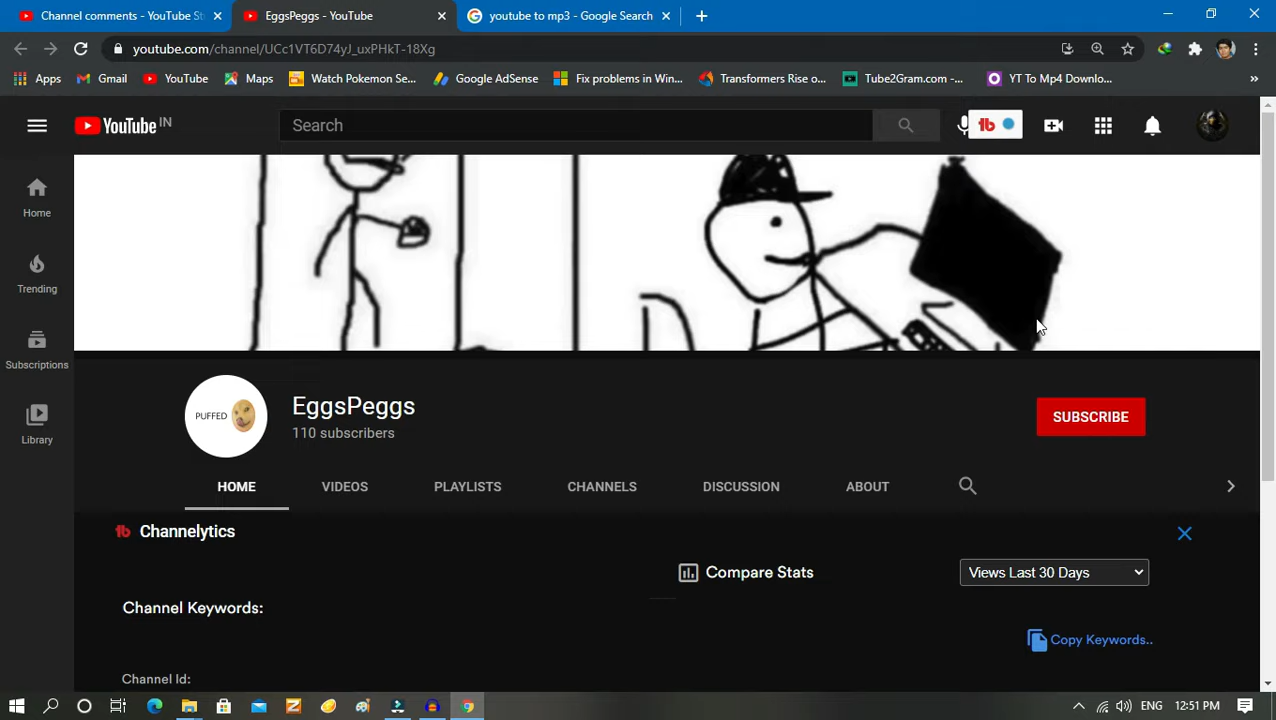 Channel comments - YouTube St
EggsPeggs - YouTube
youtube to mp3 - Google Search
youtube.com/channel/UCc1VT6D74yJ_uxPHkT-18Xg
Apps
Gmail
YouTube
Maps
Watch Pokemon Se...
Google AdSense
Fix problems in Win...
Transformers Rise o...
Tube2Gram.com -...
YT To Mp4 Downlo...
YouTube IN
Search
tb
Home
Trending
Subscriptions
Library
PUFFED
EggsPeggs
110 subscribers
SUBSCRIBE
HOME
VIDEOS
PLAYLISTS
CHANNELS
DISCUSSION
ABOUT
tb Channelytics
Compare Stats
Views Last 30 Days
Channel Keywords:
Copy Keywords..
Channel Id:
ENG
12:51 PM